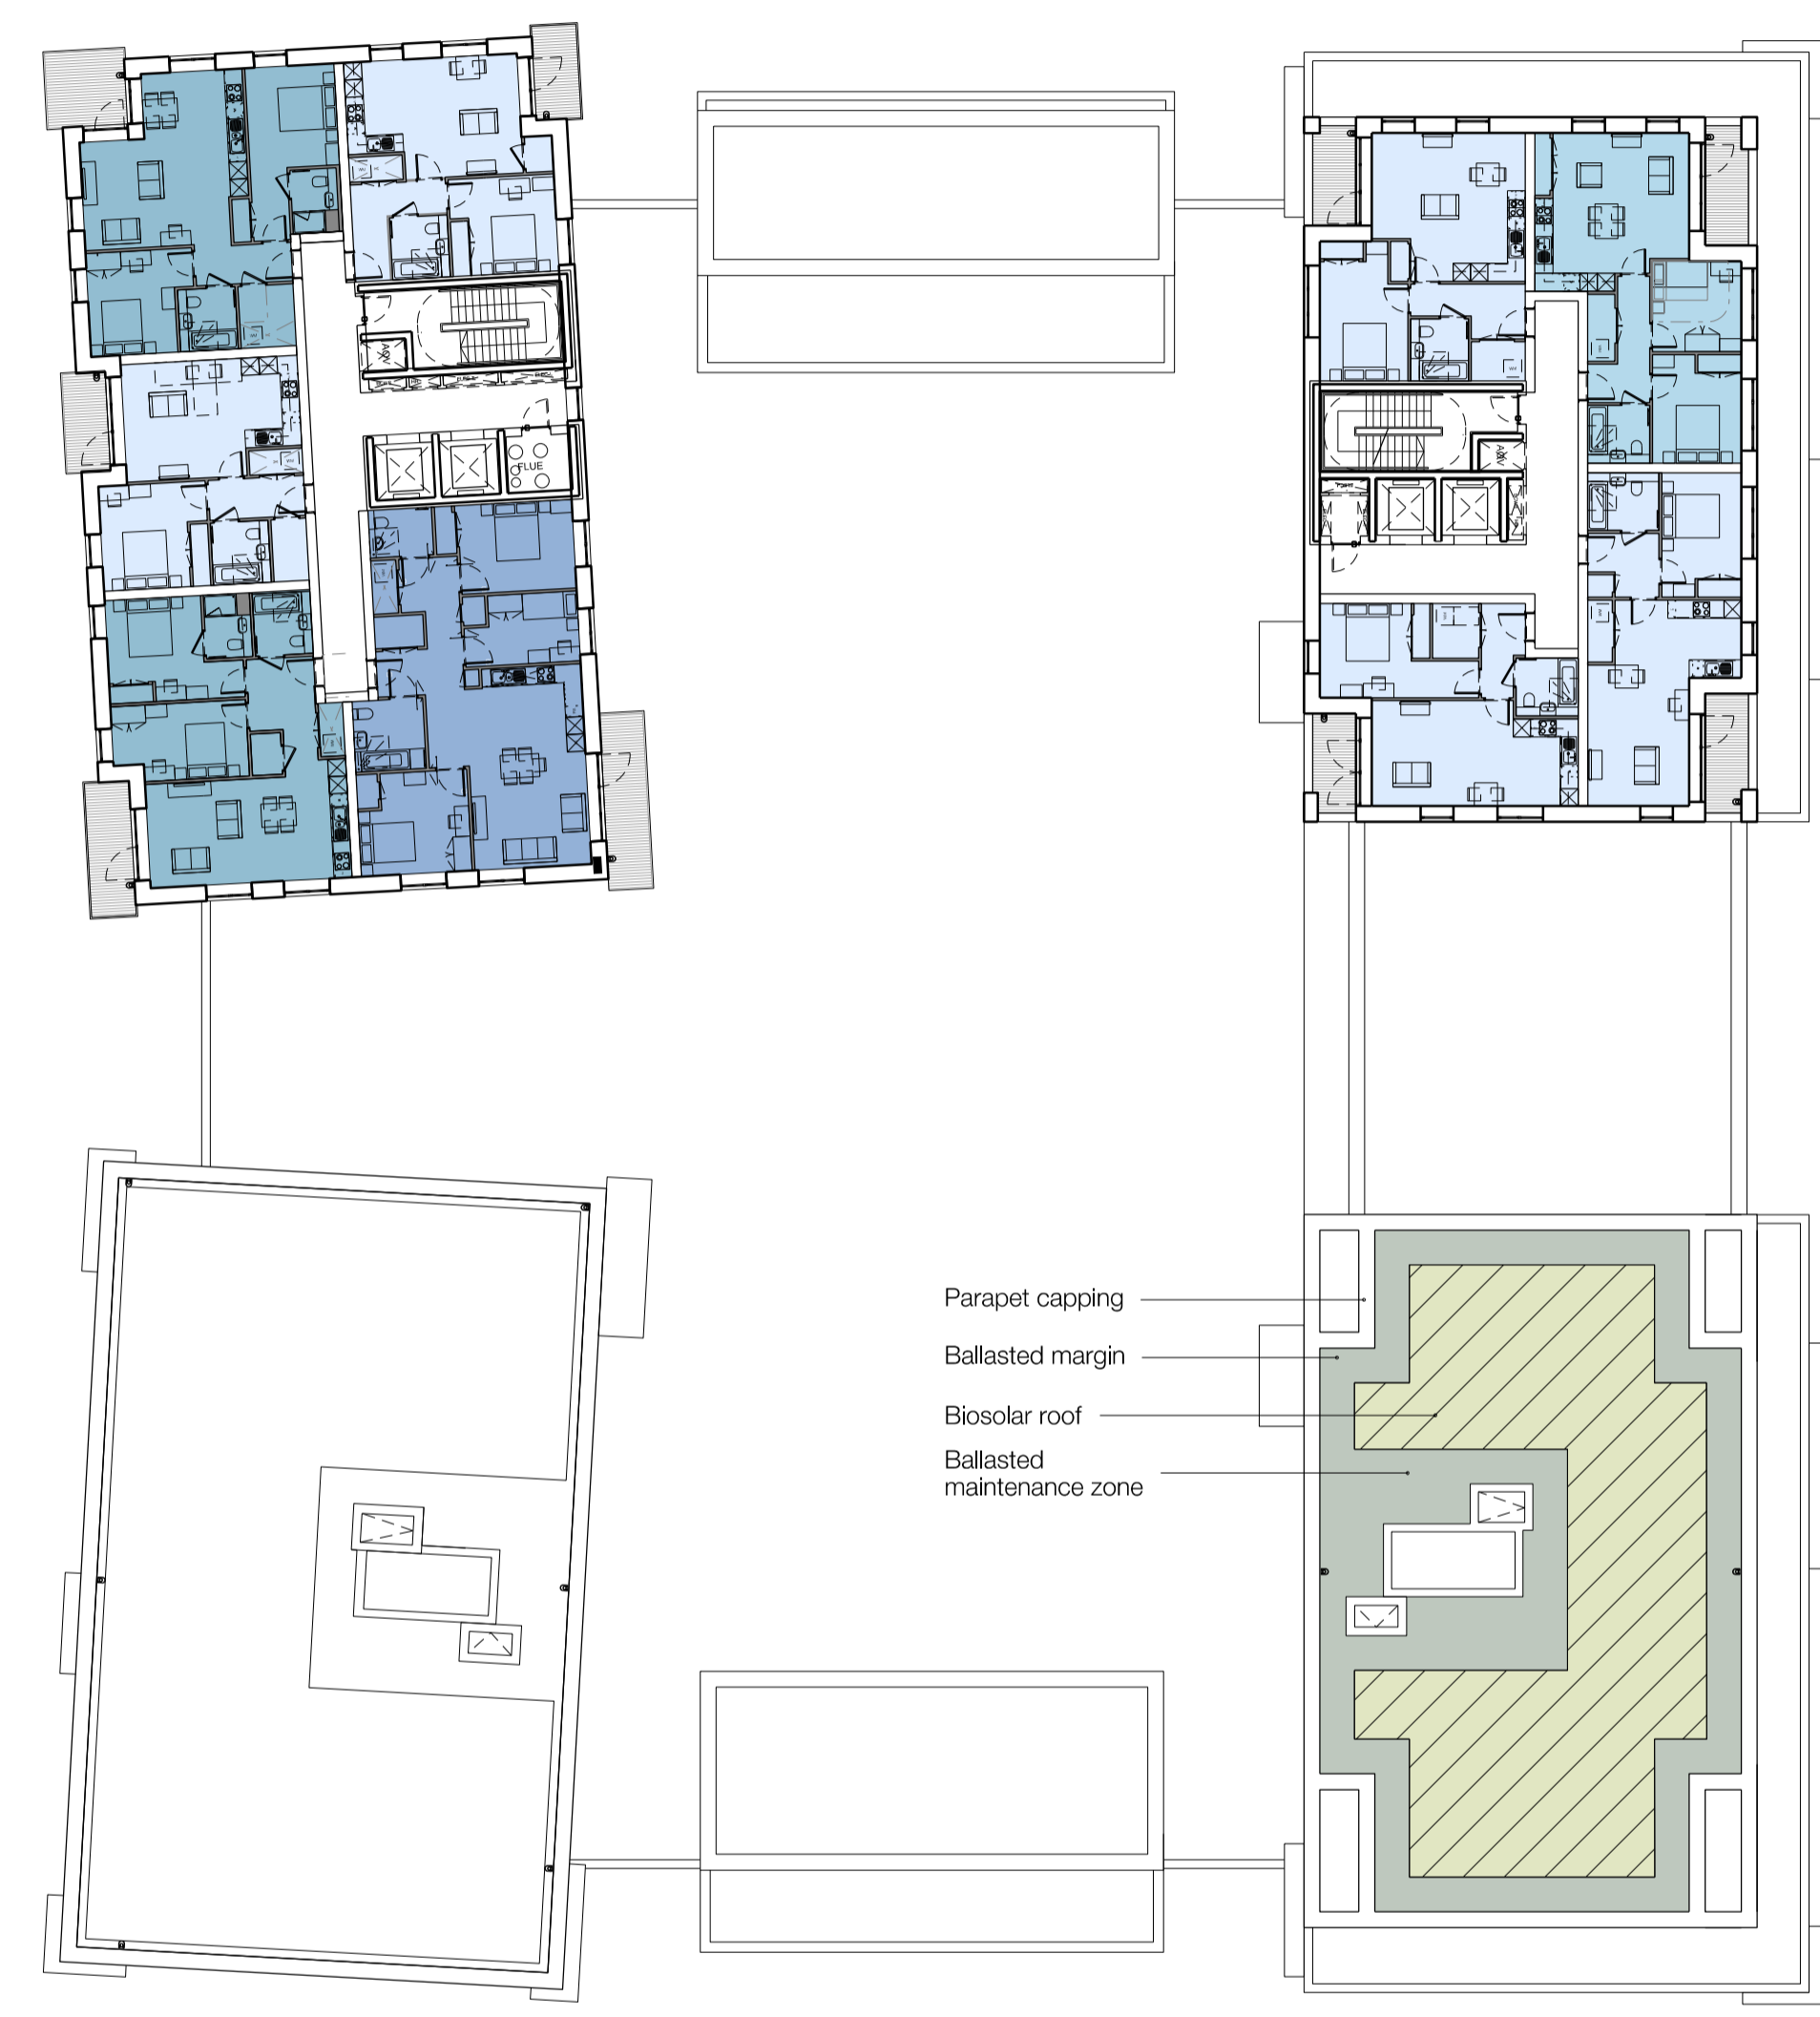 AOV
FLUE
AOV
Parapet capping
Ballasted margin
Biosolar roof
Ballasted
maintenance zone